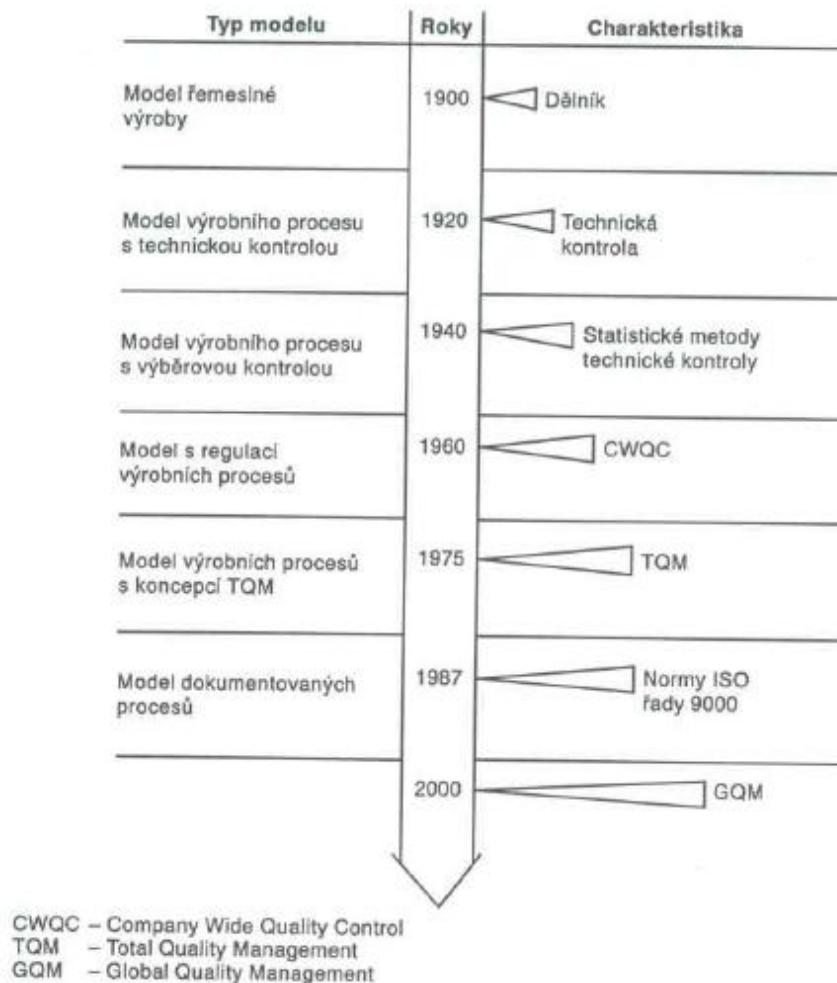 Typ modelu Roky Charakteristika
Model řemeslné
výroby
1900
Dělník
Model výrobního procesu
s technickou kontrolou
1920
Technická
kontrola
Model výrobního procesu
s výběrovou kontrolou
1940
Statistické metody
technické kontroly
Model s regulací
výrobních procesů
1960
CWQC
Model výrobních procesů
s koncepcí TQM
1975
TQM
Model dokumentovaných
procesů
1987
Normy ISO
řady 9000
2000
GQM
CWQC – Company Wide Quality Control
TQM – Total Quality Management
GQM – Global Quality Management